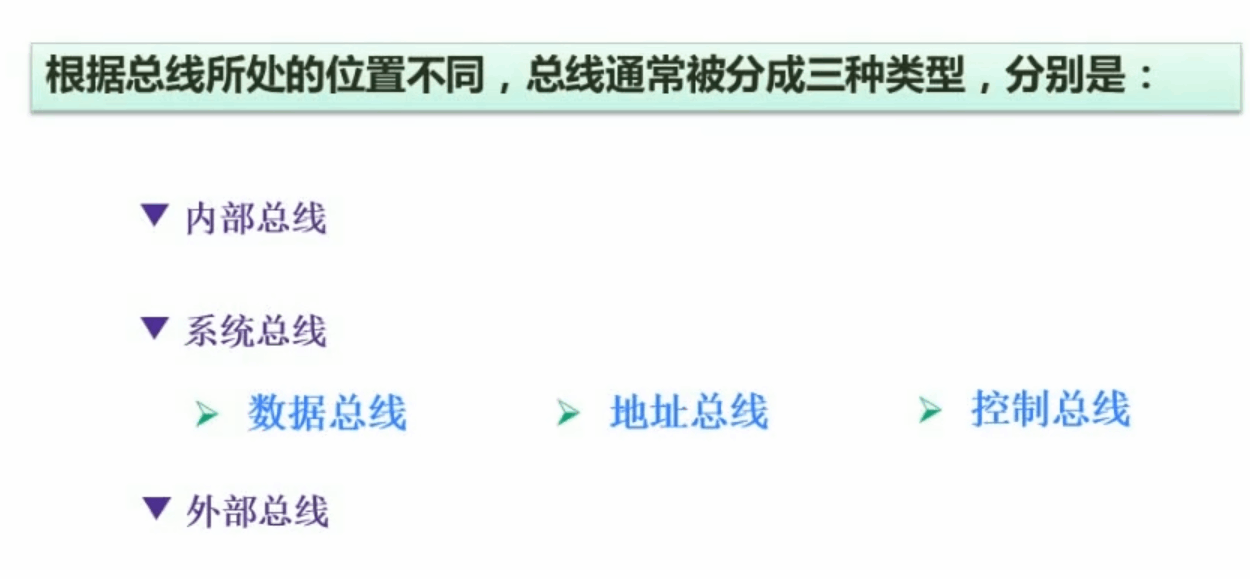 根据总线所处的位置不同，总线通常被分成三种类型，分别是：
内部总线
系统总线
数据总线 地址总线 控制总线
外部总线